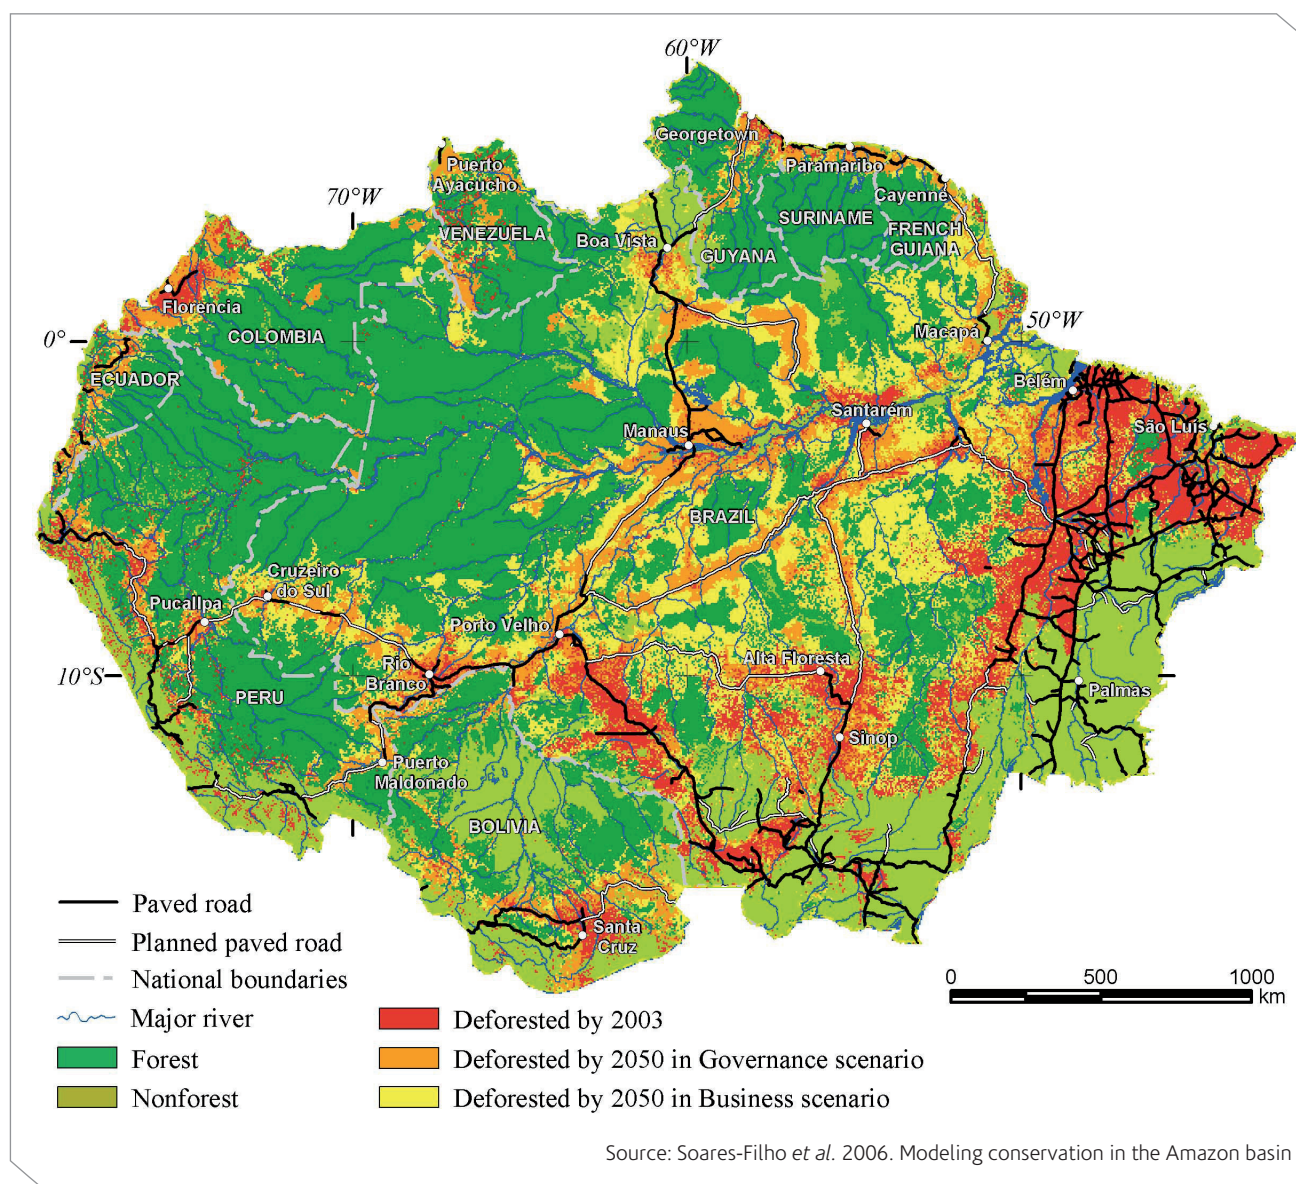 60°W
Georgetown
Puerto
Ayacucho
Paramaribo
Cayenne
70°W
SURINAME
VENEZUELA
Boa Vista
FRENCH
GUIANA
GUYANA
Florencia
COLOMBIA
0°
Macapá
50°W
ECUADOR
Belém
Santarém
Manaus
São Luís
BRAZIL
Cruzeiro
do Sul
Pucallpa
Porto Velho
Alta Floresta
Rio
Branco
10°S
PERU
Palmas
Sinop
Puerto
Maldonado
BOLIVIA
Santa
Cruz
Paved road
Planned paved road
National boundaries
Major river
Forest
Nonforest
Deforested by 2003
Deforested by 2050 in Governance scenario
Deforested by 2050 in Business scenario
0 500 1000
km
Source: Soares-Filho et al. 2006. Modeling conservation in the Amazon basin